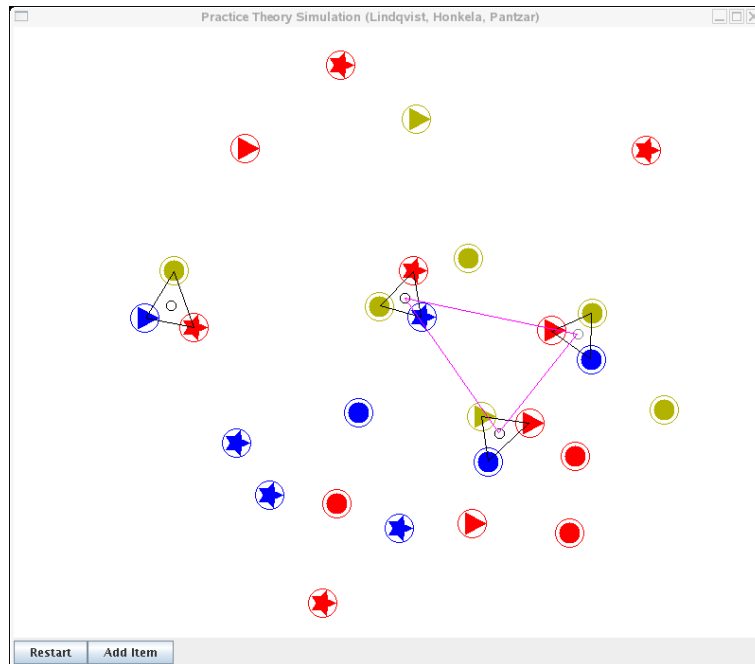 Practice Theory Simulation (Lindqvist, Honkela, Pantzar)
Restart
Add Item